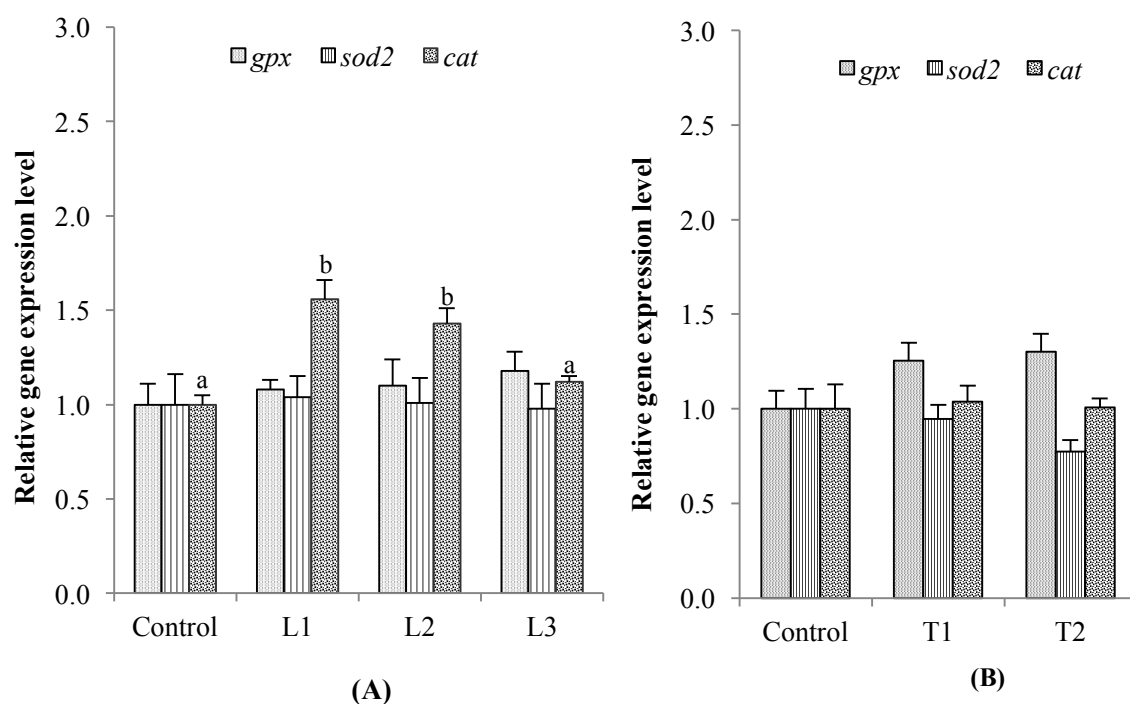 Relative gene expression level
3.0
2.5
2.0
1.5
1.0
0.5
0.0
gpx sod2 cat
a
b
b
a
Control L1 L2 L3
(A)
Relative gene expression level
3.0
2.5
2.0
1.5
1.0
0.5
0.0
gpx sod2 cat
Control T1 T2
(B)